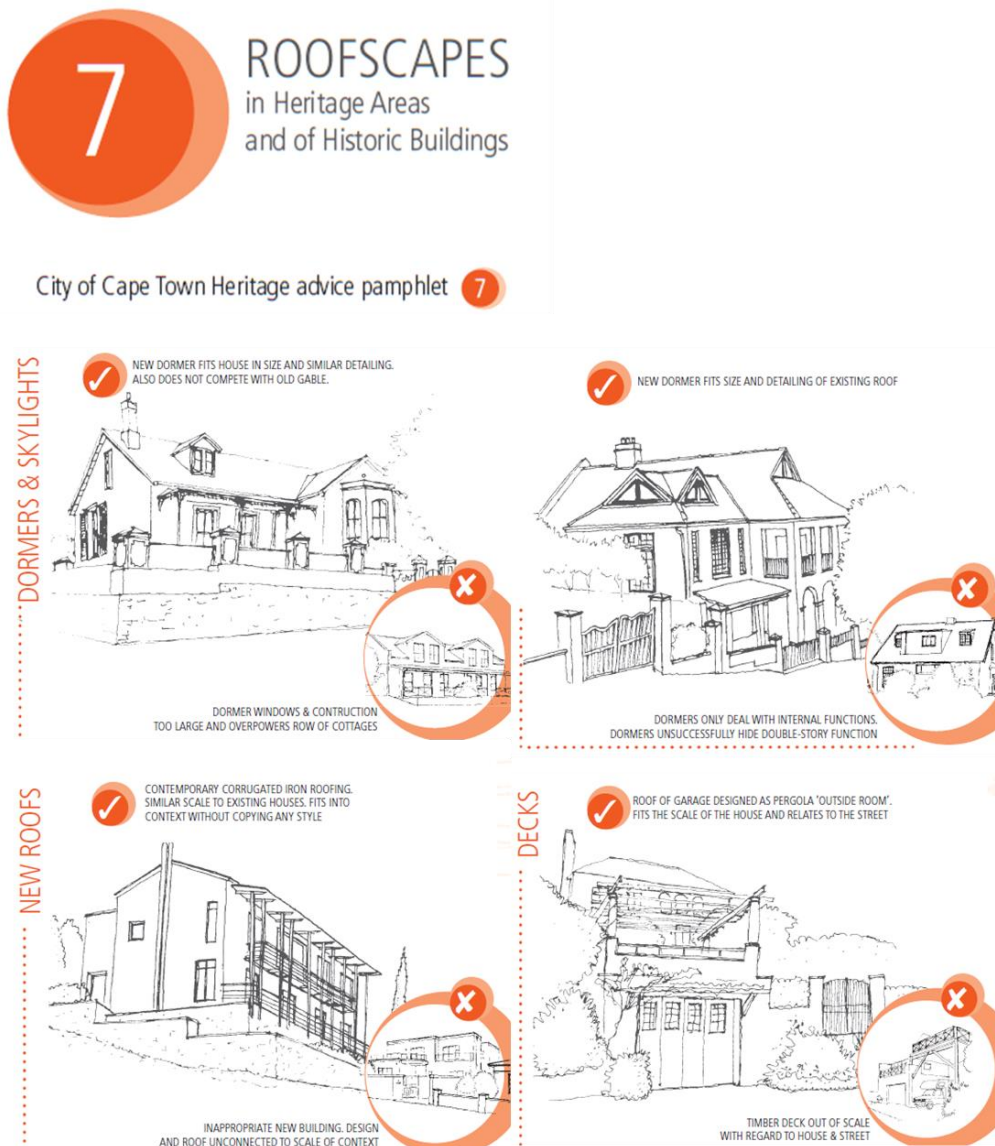 7
ROOFSCAPES
in Heritage Areas
and of Historic Buildings
City of Cape Town Heritage advice pamphlet 7
DORMERS & SKYLIGHTS
NEW DORMER FITS HOUSE IN SIZE AND SIMILAR DETAILING.
ALSO DOES NOT COMPETE WITH OLD GABLE.
DORMER WINDOWS & CONTRUCTION
TOO LARGE AND OVERPOWERS ROW OF COTTAGES
NEW DORMER FITS SIZE AND DETAILING OF EXISTING ROOF
DORMERS ONLY DEAL WITH INTERNAL FUNCTIONS.
DORMERS UNSUCCESSFULLY HIDE DOUBLE-STORY FUNCTION
NEW ROOFS
CONTEMPORARY CORRUGATED IRON ROOFING.
SIMILAR SCALE TO EXISTING HOUSES. FITS INTO
CONTEXT WITHOUT COPYING ANY STYLE
INAPPROPRIATE NEW BUILDING. DESIGN
AND ROOF UNCONNECTED TO SCALE OF CONTEXT
DECKS
ROOF OF GARAGE DESIGNED AS PERGOLA 'OUTSIDE ROOM'.
FITS THE SCALE OF THE HOUSE AND RELATES TO THE STREET
TIMBER DECK OUT OF SCALE
WITH REGARD TO HOUSE & STREET